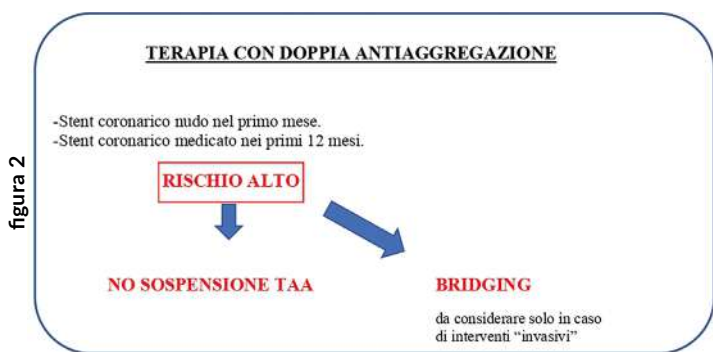 TERAPIA CON DOPPIA ANTIAGGREGAZIONE
-Stent coronarico nudo nel primo mese.
-Stent coronarico medicato nei primi 12 mesi.
RISCHIO ALTO
NO SOSPENSIONE TAA
BRIDGING
da considerare solo in caso
di interventi “invasivi”
figura 2